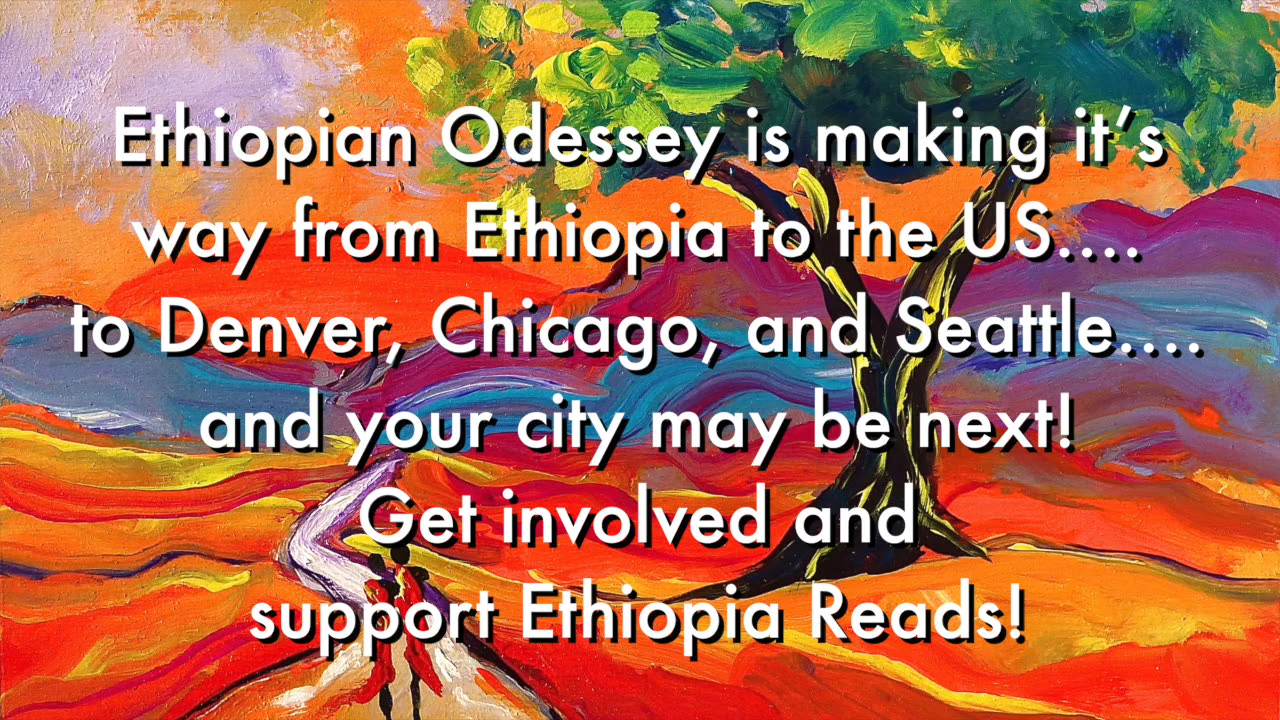 Ethiopian Odessey is making it’s
way from Ethiopia to the US....
to Denver, Chicago, and Seattle....
and your city may be next!
Get involved and
support Ethiopia Reads!